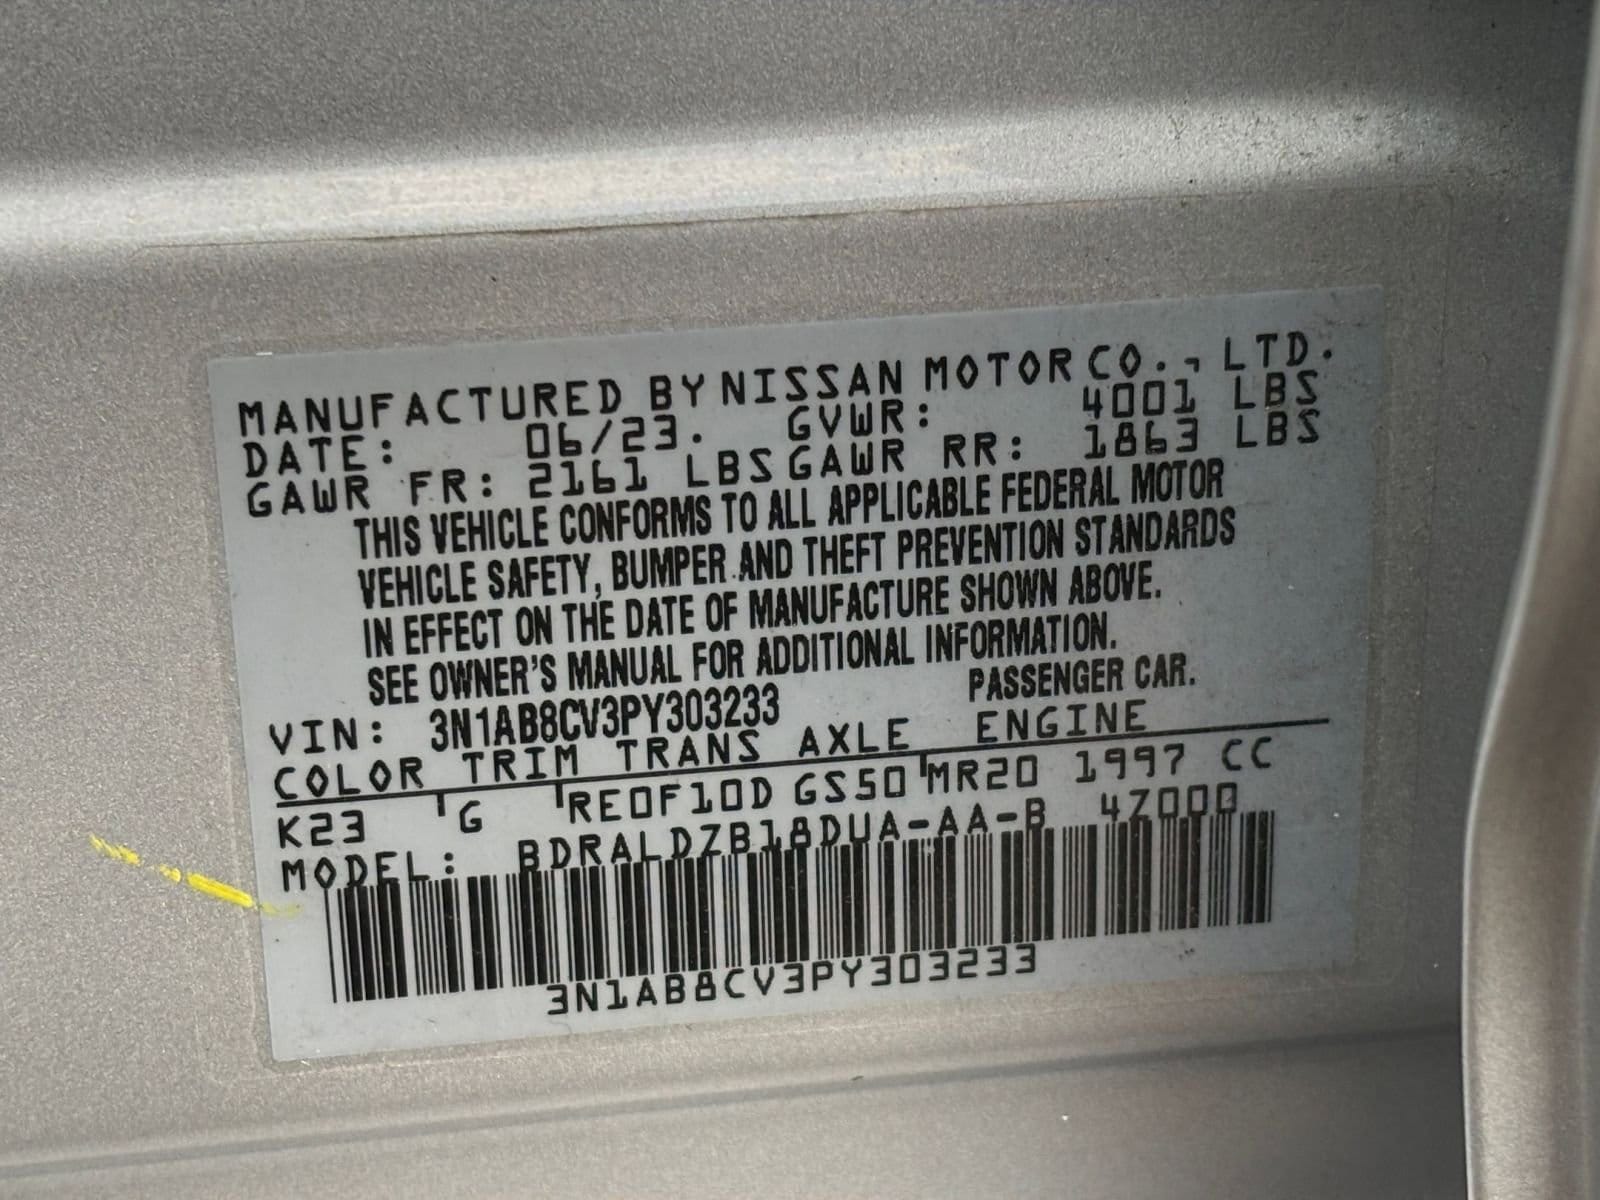 MANUFACTURED BY NISSAN MOTOR CO., LTD.
DATE: 06/23. GVWR: 4001 LBS
GAWR FR: 2161 LBS GAWR RR: 1863 LBS
THIS VEHICLE CONFORMS TO ALL APPLICABLE FEDERAL MOTOR
VEHICLE SAFETY, BUMPER AND THEFT PREVENTION STANDARDS
IN EFFECT ON THE DATE OF MANUFACTURE SHOWN ABOVE.
SEE OWNER'S MANUAL FOR ADDITIONAL INFORMATION.
VIN: 3N1AB8CV3PY303233 PASSENGER CAR.
COLOR TRIM TRANS AXLE ENGINE
K23 G RE0F10D GS50 MR20 1997 CC
MODEL: BDRALDZB18DUA-AA-B 4Z000
3N1AB8CV3PY303233